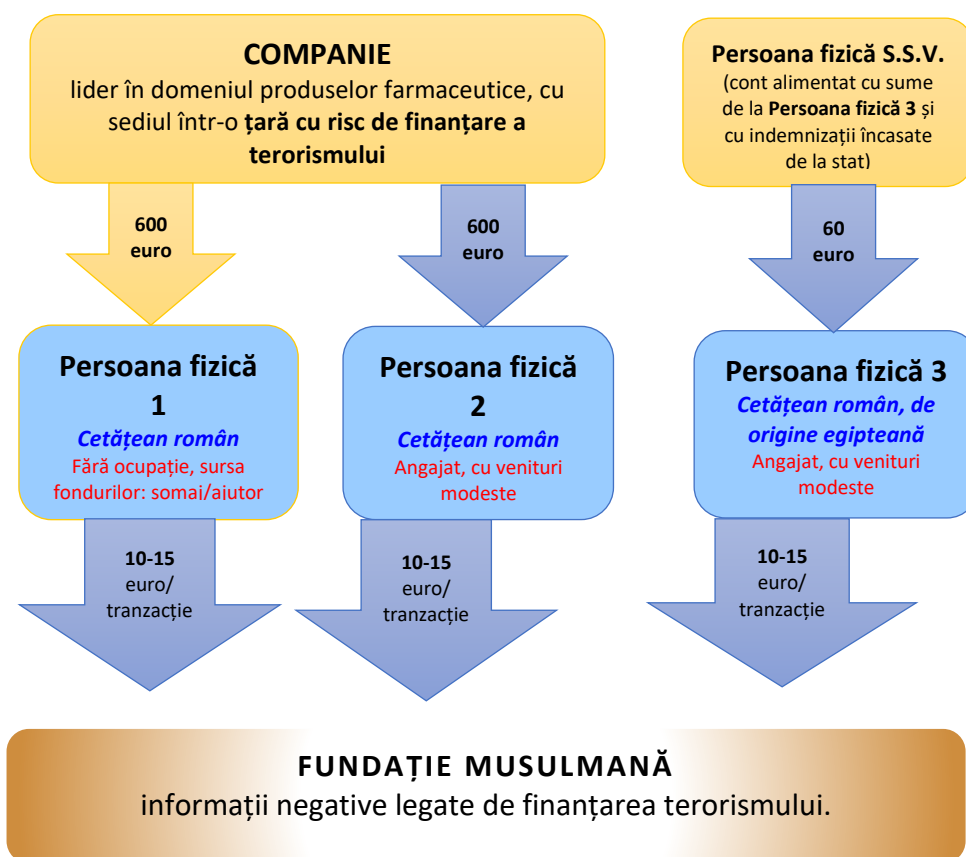 COMPANIE
lider în domeniul produselor farmaceutice, cu
sediul într-o țară cu risc de finanțare a
terorismului
Persoana fizică S.S.V.
(cont alimentat cu sume
de la Persoana fizică 3 și
cu indemnizații încasate
de la stat)
600
euro
600
euro
60
euro
Persoana fizică
1
Cetățean român
Fără ocupație, sursa
fondurilor: somaj/ajutor
Persoana fizică
2
Cetățean român
Angajat, cu venituri
modeste
Persoana fizică 3
Cetățean român, de
origine egipteană
Angajat, cu venituri
modeste
10-15
euro/
tranzacție
10-15
euro/
tranzacție
10-15
euro/
tranzacție
FUNDAȚIE MUSULMANĂ
informații negative legate de finanțarea terorismului.